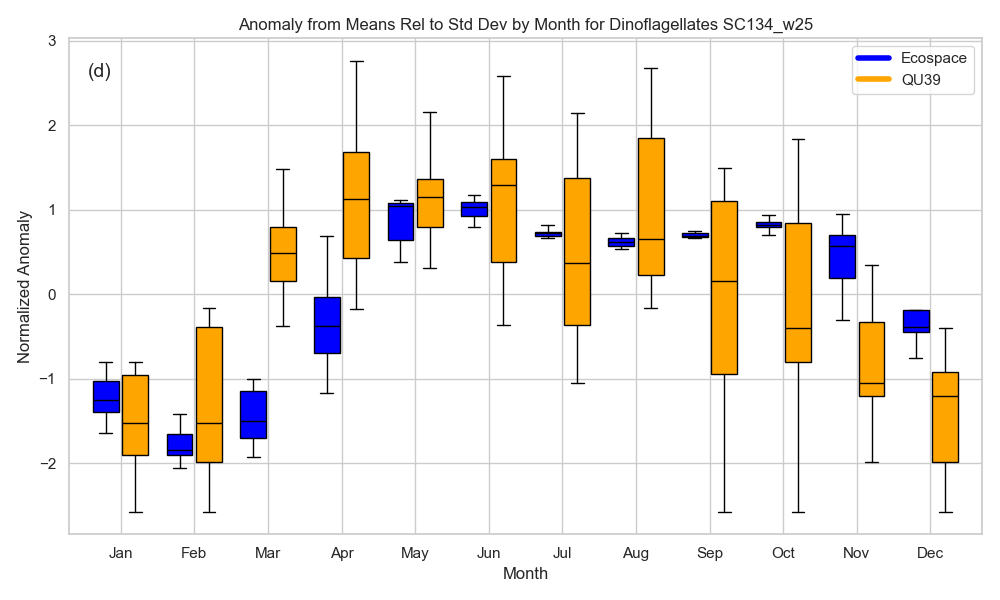 Anomaly from Means Rel to Std Dev by Month for Dinoflagellates SC134_w25
(d)
Ecospace
QU39
Normalized Anomaly
3
2
1
0
−1
−2
Jan Feb Mar Apr May Jun Jul Aug Sep Oct Nov Dec
Month